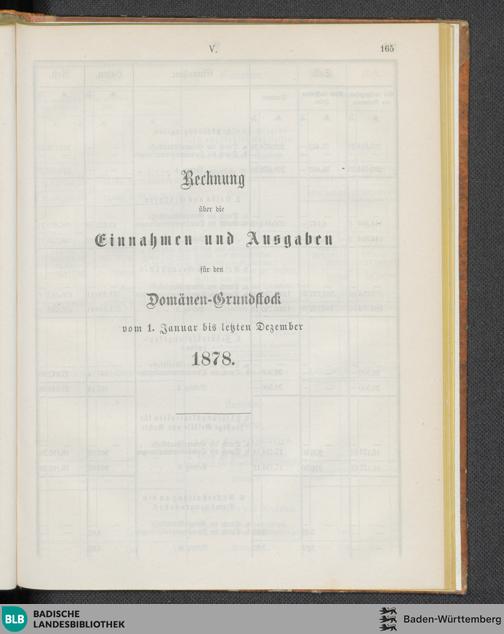 V.
165
Rechnung
über die
Einnahmen und Ausgaben
für den
Domänen-Grundstock
vom 1. Januar bis letzten Dezember
1878.
BLB
BADISCHE
LANDESBIBLIOTHEK
Baden-Württemberg